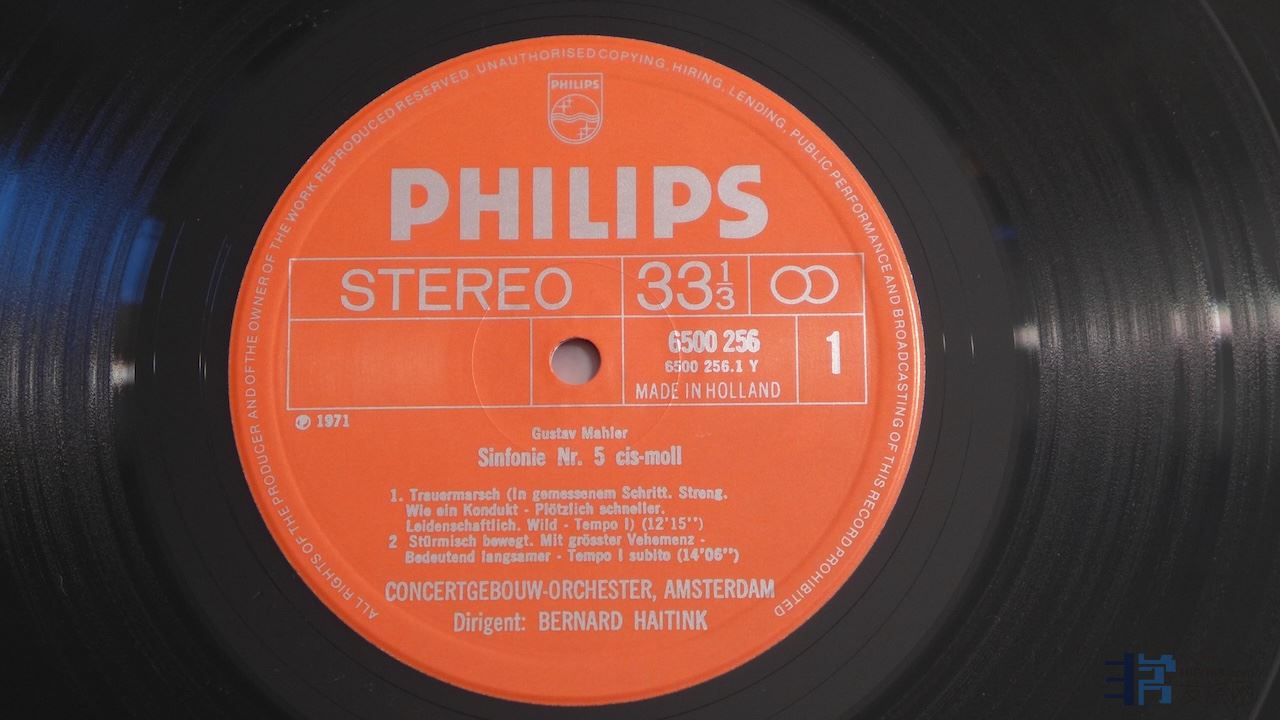 ALL RIGHTS OF THE PRODUCER AND OF THE OWNER OF THE WORK REPRODUCED RESERVED. UNAUTHORISED COPYING, HIRING, LENDING, PUBLIC PERFORMANCE AND BROADCASTING OF THIS RECORD PROHIBITED
PHILIPS
PHILIPS
STEREO 33 1/3
6500 256 1
6500 256.1 Y
MADE IN HOLLAND
℗ 1971
Gustav Mahler
Sinfonie Nr. 5 cis-moll
1. Trauermarsch (In gemessenem Schritt. Streng.
Wie ein Kondukt - Plötzlich schneller.
Leidenschaftlich. Wild - Tempo I) (12'15'')
2 Stürmisch bewegt. Mit grösster Vehemenz -
Bedeutend langsamer - Tempo I subito (14'06'')
CONCERTGEBOUW-ORCHESTER, AMSTERDAM
Dirigent: BERNARD HAITINK